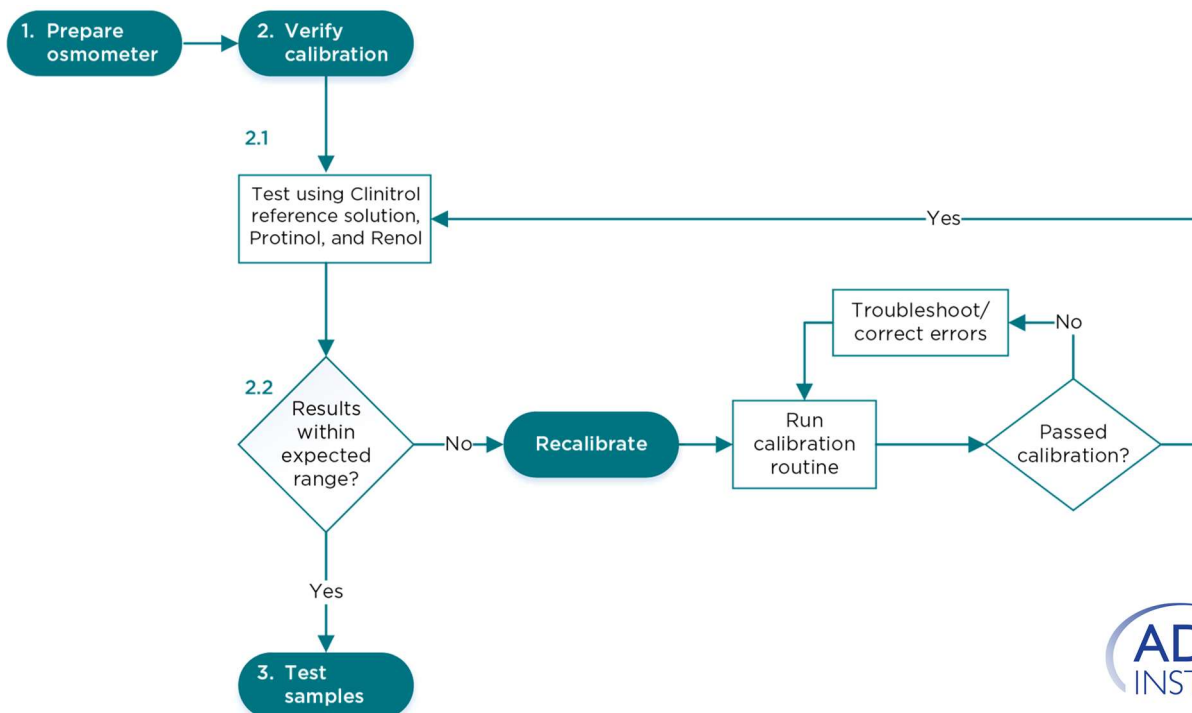 1. Prepare
osmometer
2. Verify
calibration
2.1
Test using Clinitrol
reference solution,
Protinol, and Renol
Yes
Troubleshoot/
correct errors
No
2.2
Results
within
expected
range?
No
Recalibrate
Run
calibration
routine
Passed
calibration?
Yes
3. Test
samples
AD
INST